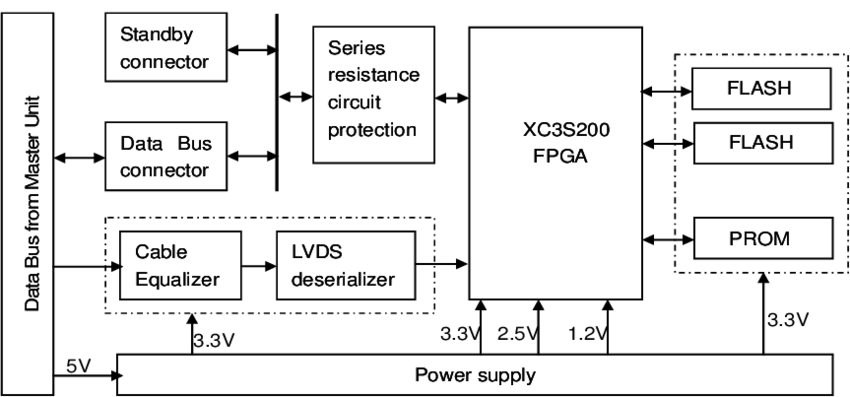 Data Bus from Master Unit
Standby
connector
Data Bus
connector
Series
resistance
circuit
protection
XC3S200
FPGA
FLASH
FLASH
PROM
Cable
Equalizer
LVDS
deserializer
3.3V
3.3V
2.5V
1.2V
3.3V
5V
Power supply